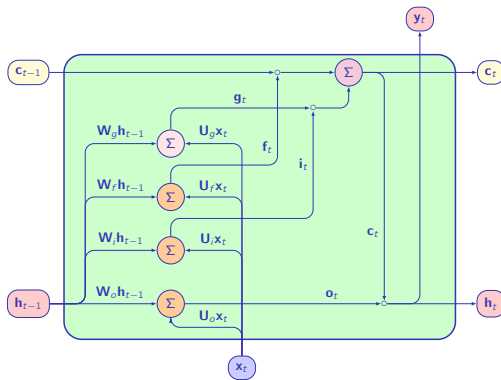 y_t
c_{t−1}
Σ
c_t
g_t
W_g h_{t−1}
U_g x_t
Σ
f_t
i_t
W_f h_{t−1}
U_f x_t
Σ
c_t
W_i h_{t−1}
U_i x_t
Σ
W_o h_{t−1}
o_t
h_{t−1}
Σ
h_t
U_o x_t
x_t